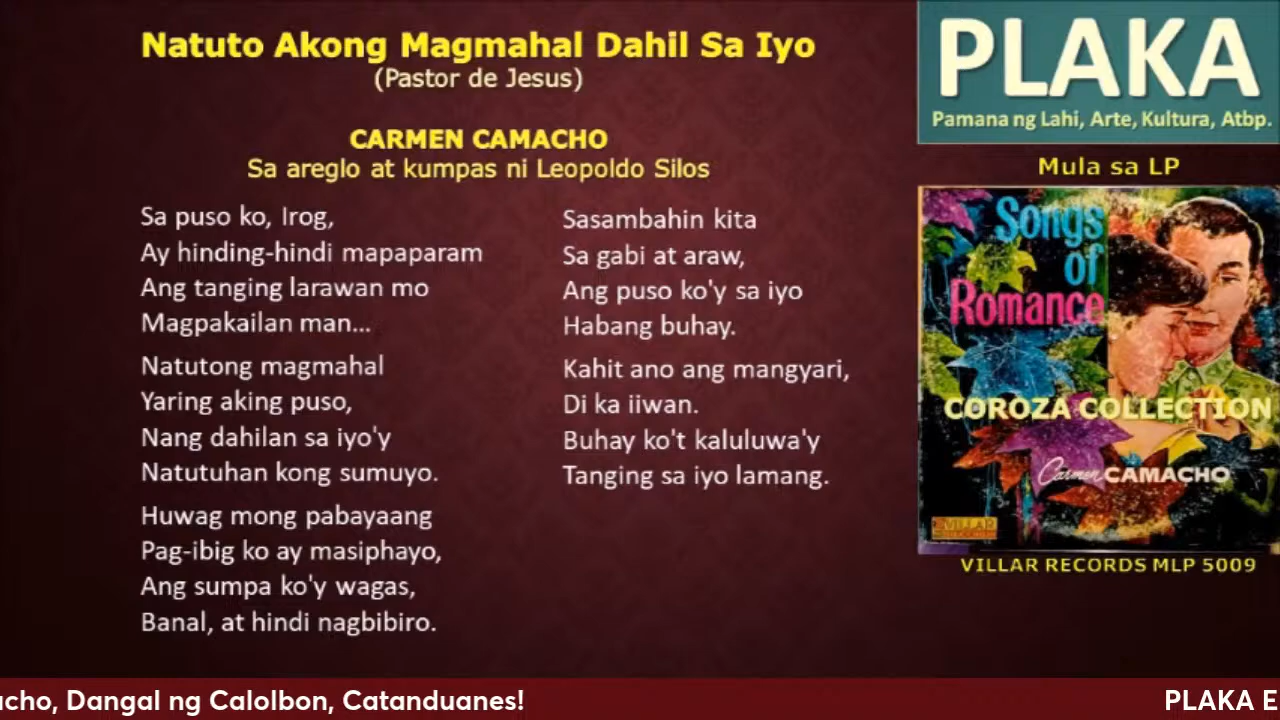 Natuto Akong Magmahal Dahil Sa Iyo
(Pastor de Jesus)
CARMEN CAMACHO
Sa areglo at kumpas ni Leopoldo Silos
Sa puso ko, Irog,
Ay hinding-hindi mapaparam
Ang tanging larawan mo
Magpakailan man...
Natutong magmahal
Yaring aking puso,
Nang dahilan sa iyo'y
Natutuhan kong sumuyo.
Huwag mong pabayaang
Pag-ibig ko ay masiphayo,
Ang sumpa ko'y wagas,
Banal, at hindi nagbibiro.
Sasambahin kita
Sa gabi at araw,
Ang puso ko'y sa iyo
Habang buhay.
Kahit ano ang mangyari,
Di ka iiwan.
Buhay ko't kaluluwa'y
Tanging sa iyo lamang.
PLAKA
Pamana ng Lahi, Arte, Kultura, Atbp.
Mula sa LP
Songs
of
Romance
COROZA COLLECTION
Carmen CAMACHO
VILLAR
VILLAR RECORDS MLP 5009
acho, Dangal ng Calolbon, Catanduanes!
PLAKA E